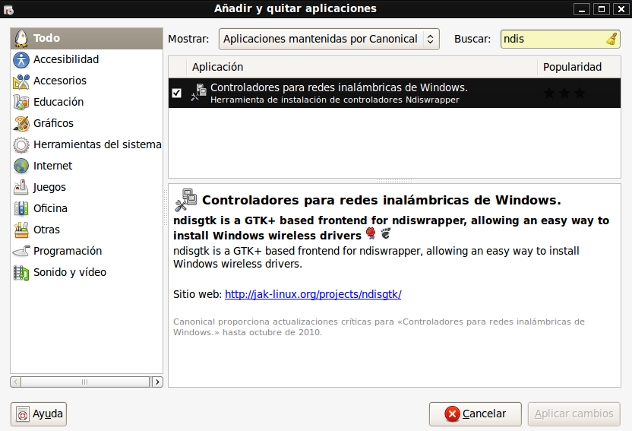 Añadir y quitar aplicaciones
Mostrar: Aplicaciones mantenidas por Canonical Buscar: ndis
Todo
Accesibilidad
Accesorios
Educación
Gráficos
Herramientas del sistema
Internet
Juegos
Oficina
Otras
Programación
Sonido y vídeo
Aplicación Popularidad
Controladores para redes inalámbricas de Windows.
Herramienta de instalación de controladores Ndiswrapper
Controladores para redes inalámbricas de Windows.
ndisgtk is a GTK+ based frontend for ndiswrapper, allowing an easy way to
install Windows wireless drivers
ndisgtk is a GTK+ based frontend for ndiswrapper, allowing an easy way to install
Windows wireless drivers.
Sitio web: http://jak-linux.org/projects/ndisgtk/
Canonical proporciona actualizaciones críticas para «Controladores para redes inalámbricas de
Windows.» hasta octubre de 2010.
Ayuda Cancelar Aplicar cambios